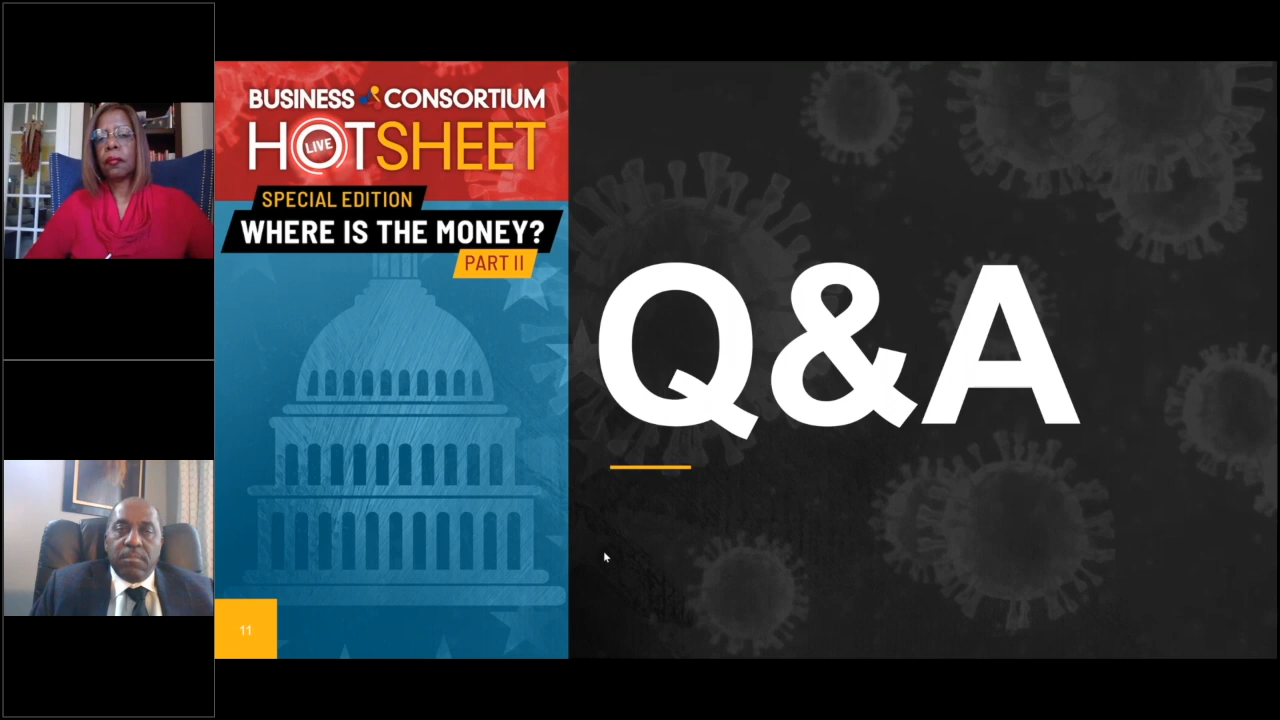 BUSINESS CONSORTIUM
HOTSHEET
LIVE
SPECIAL EDITION
WHERE IS THE MONEY?
PART II
Q&A
11